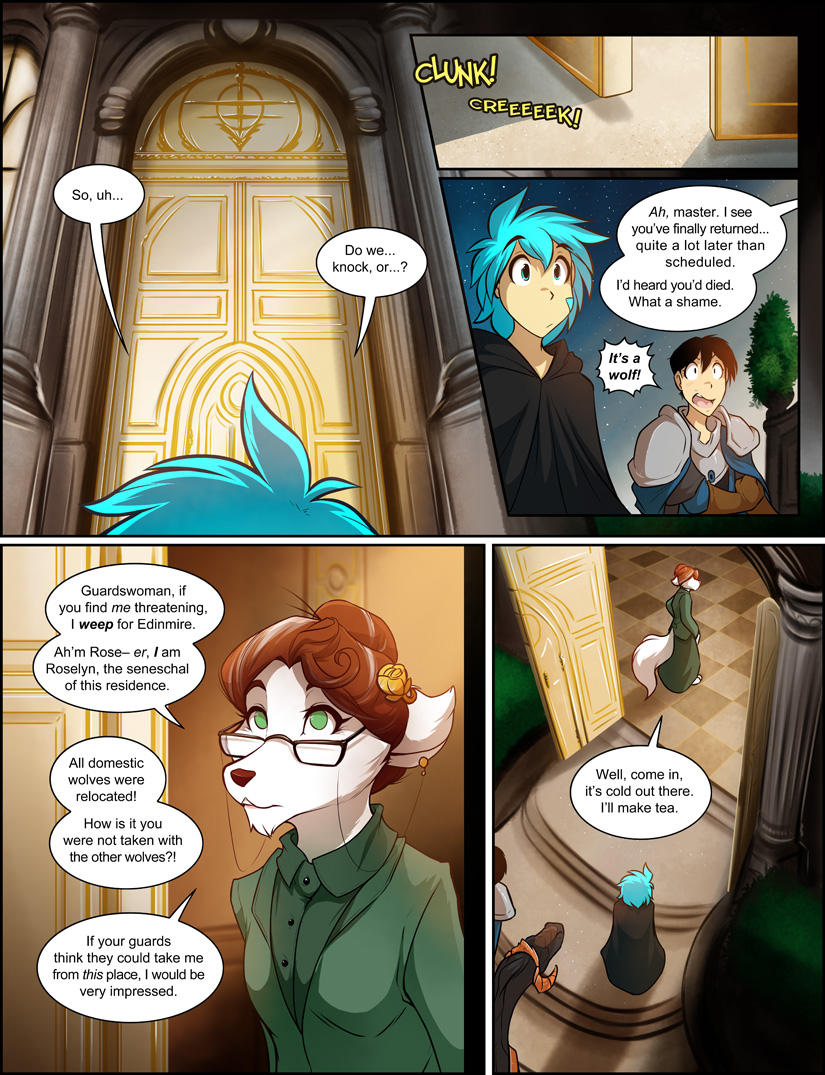 So, uh...
Do we...
knock, or...?
CLUNK!
CREEEEEK!
Ah, master. I see
you've finally returned...
quite a lot later than
scheduled.
I'd heard you'd died.
What a shame.
It's a
wolf!
Guardswoman, if
you find me threatening,
I weep for Edinmire.
Ah'm Rose– er, I am
Roselyn, the seneschal
of this residence.
All domestic
wolves were
relocated!
How is it you
were not taken with
the other wolves?!
If your guards
think they could take me
from this place, I would be
very impressed.
Well, come in,
it's cold out there.
I'll make tea.